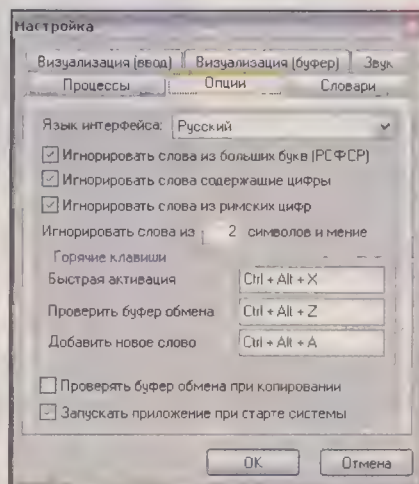 Настройка
Визуализация (ввод) Визуализация (буфер) Звук
Процессы Опции Словари
Язык интерфейса: Русский
Игнорировать слова из больших букв (РСФСР)
Игнорировать слова содержащие цифры
Игнорировать слова из римских цифр
Игнорировать слова из 2 символов и мение
Горячие клавиши
Быстрая активация Ctrl + Alt + X
Проверить буфер обмена Ctrl + Alt + Z
Добавить новое слово Ctrl + Alt + A
Проверять буфер обмена при копировании
Запускать приложение при старте системы
OK Отмена